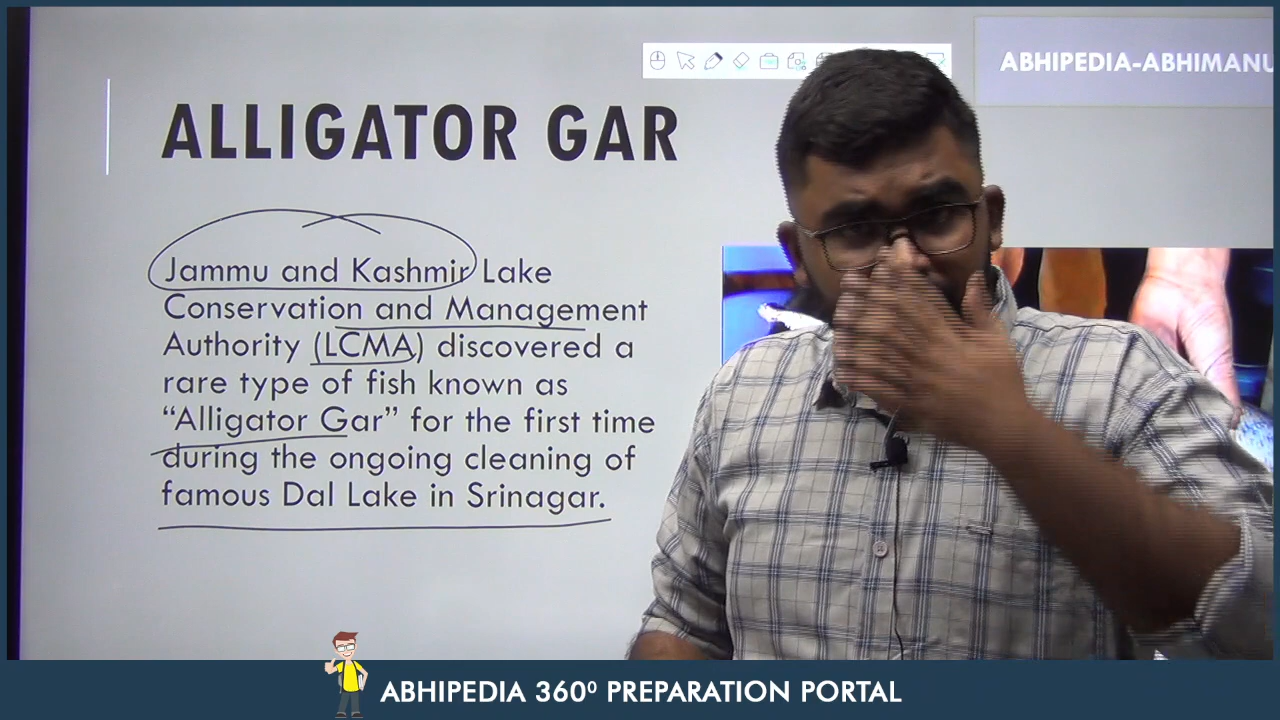 ABHIPEDIA-ABHIMANU
ALLIGATOR GAR
Jammu and Kashmir Lake
Conservation and Management
Authority (LCMA) discovered a
rare type of fish known as
“Alligator Gar” for the first time
during the ongoing cleaning of
famous Dal Lake in Srinagar.
ABHIPEDIA 360⁰ PREPARATION PORTAL